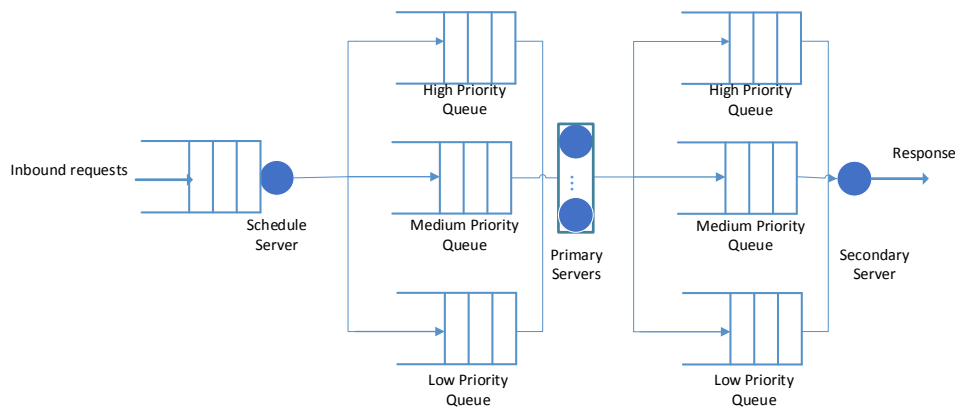 Inbound requests
Schedule
Server
High Priority
Queue
Medium Priority
Queue
Low Priority
Queue
Primary
Servers
High Priority
Queue
Medium Priority
Queue
Low Priority
Queue
Secondary
Server
Response